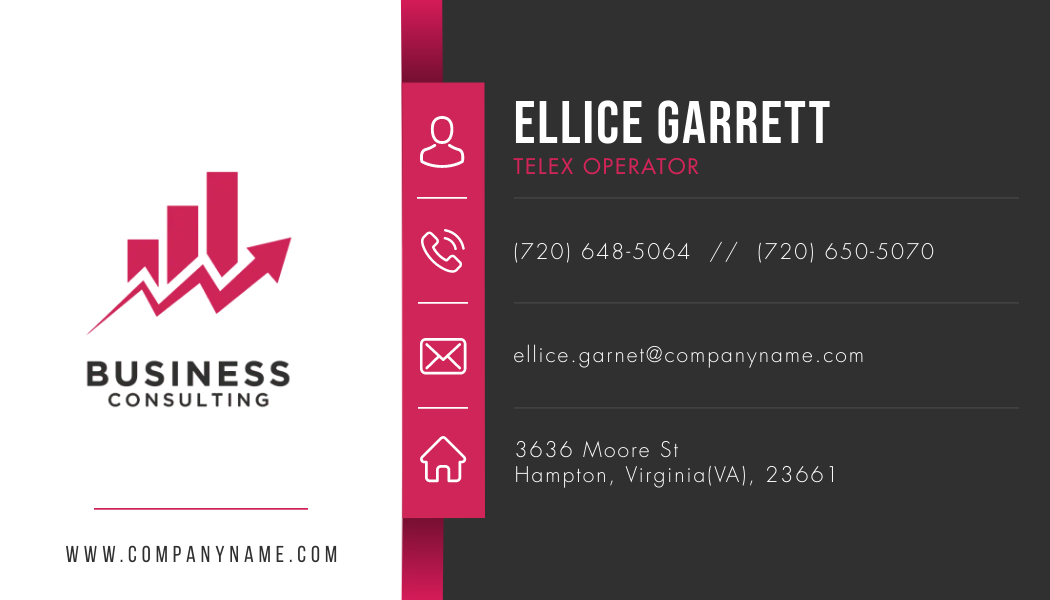 BUSINESS
CONSULTING
WWW.COMPANYNAME.COM
ELLICE GARRETT
TELEX OPERATOR
(720) 648-5064 // (720) 650-5070
ellice.garnet@companyname.com
3636 Moore St
Hampton, Virginia(VA), 23661